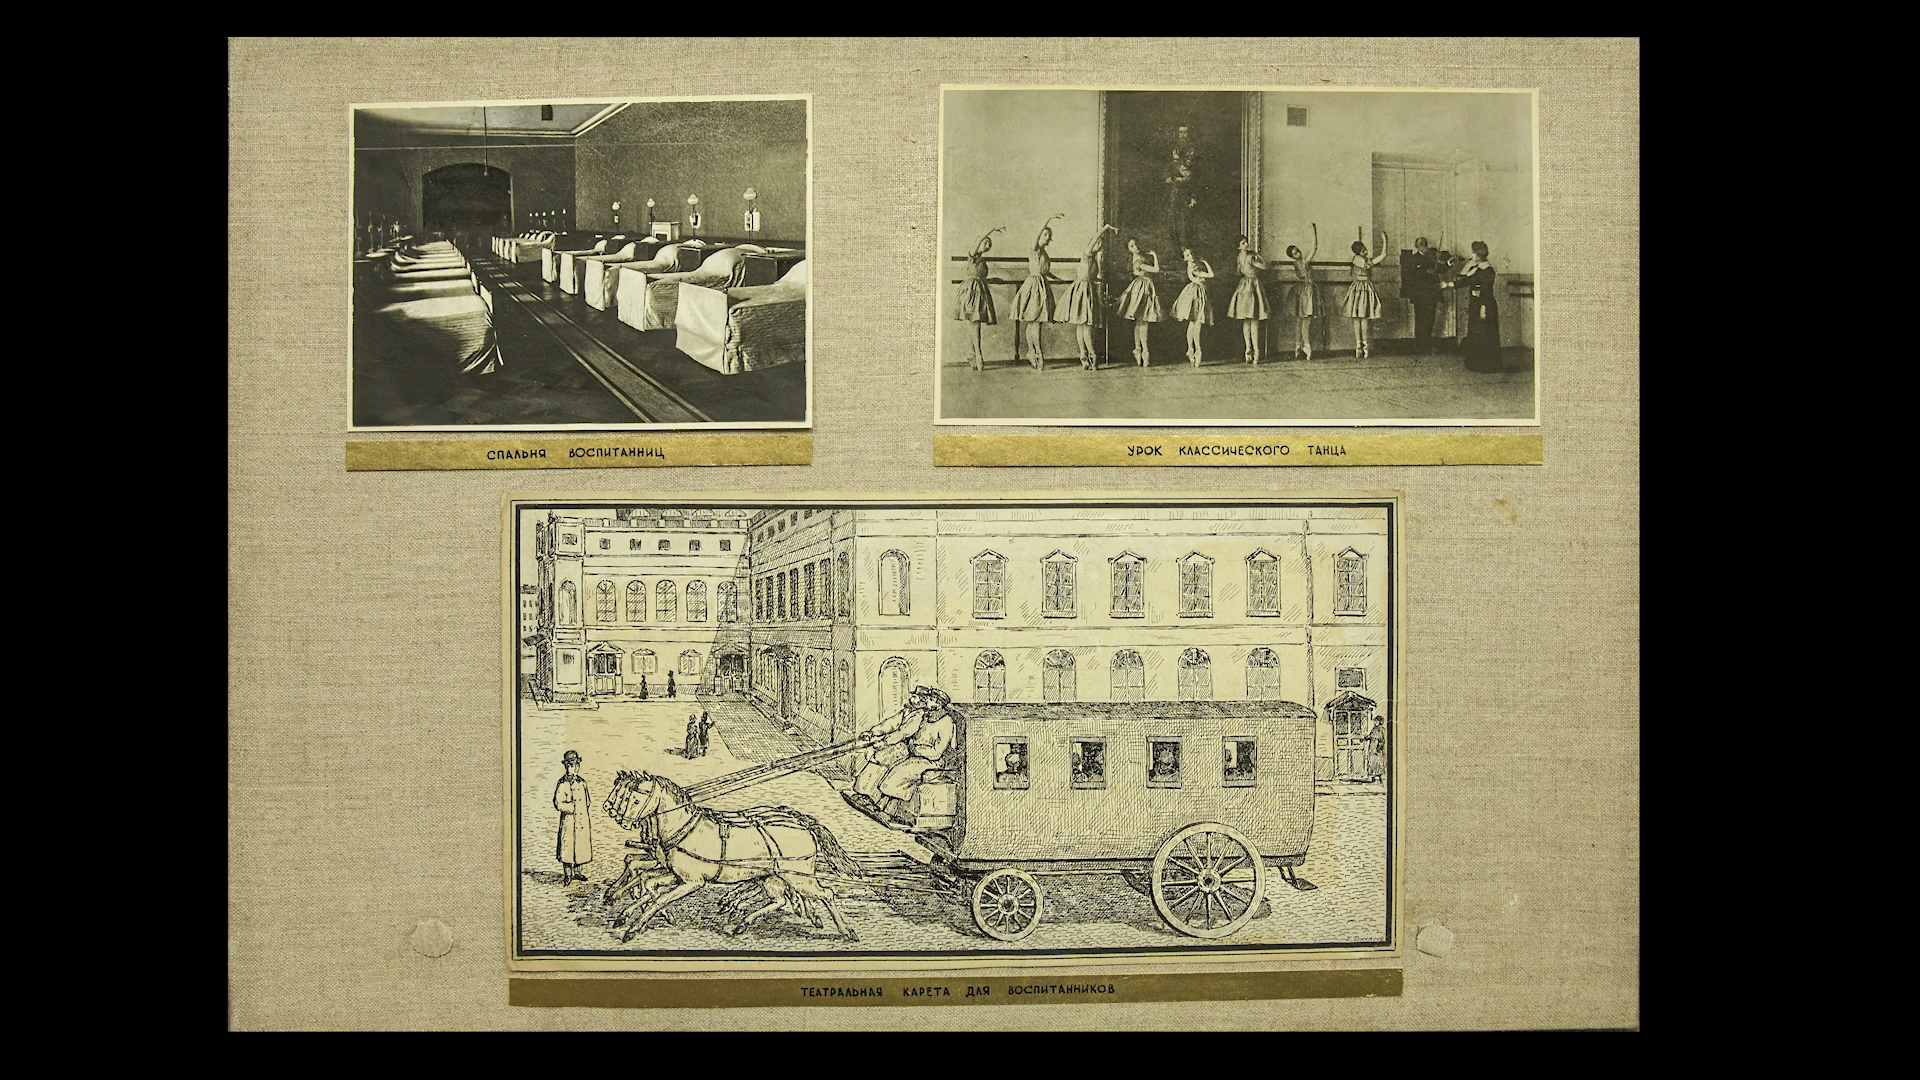 СПАЛЬНЯ ВОСПИТАННИЦ
УРОК КЛАССИЧЕСКОГО ТАНЦА
ТЕАТРАЛЬНАЯ КАРЕТА ДЛЯ ВОСПИТАННИКОВ